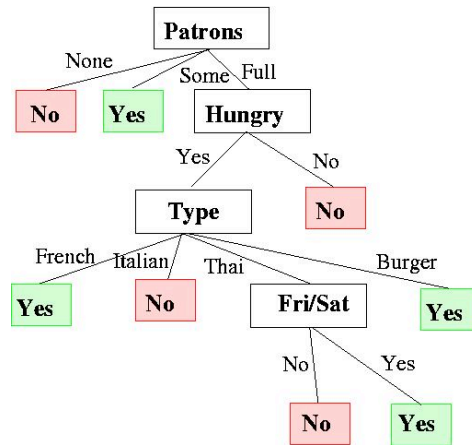 Patrons
None Some Full
No Yes Hungry
Yes No
Type No
French Italian Thai Burger
Yes No Fri/Sat Yes
No Yes
No Yes